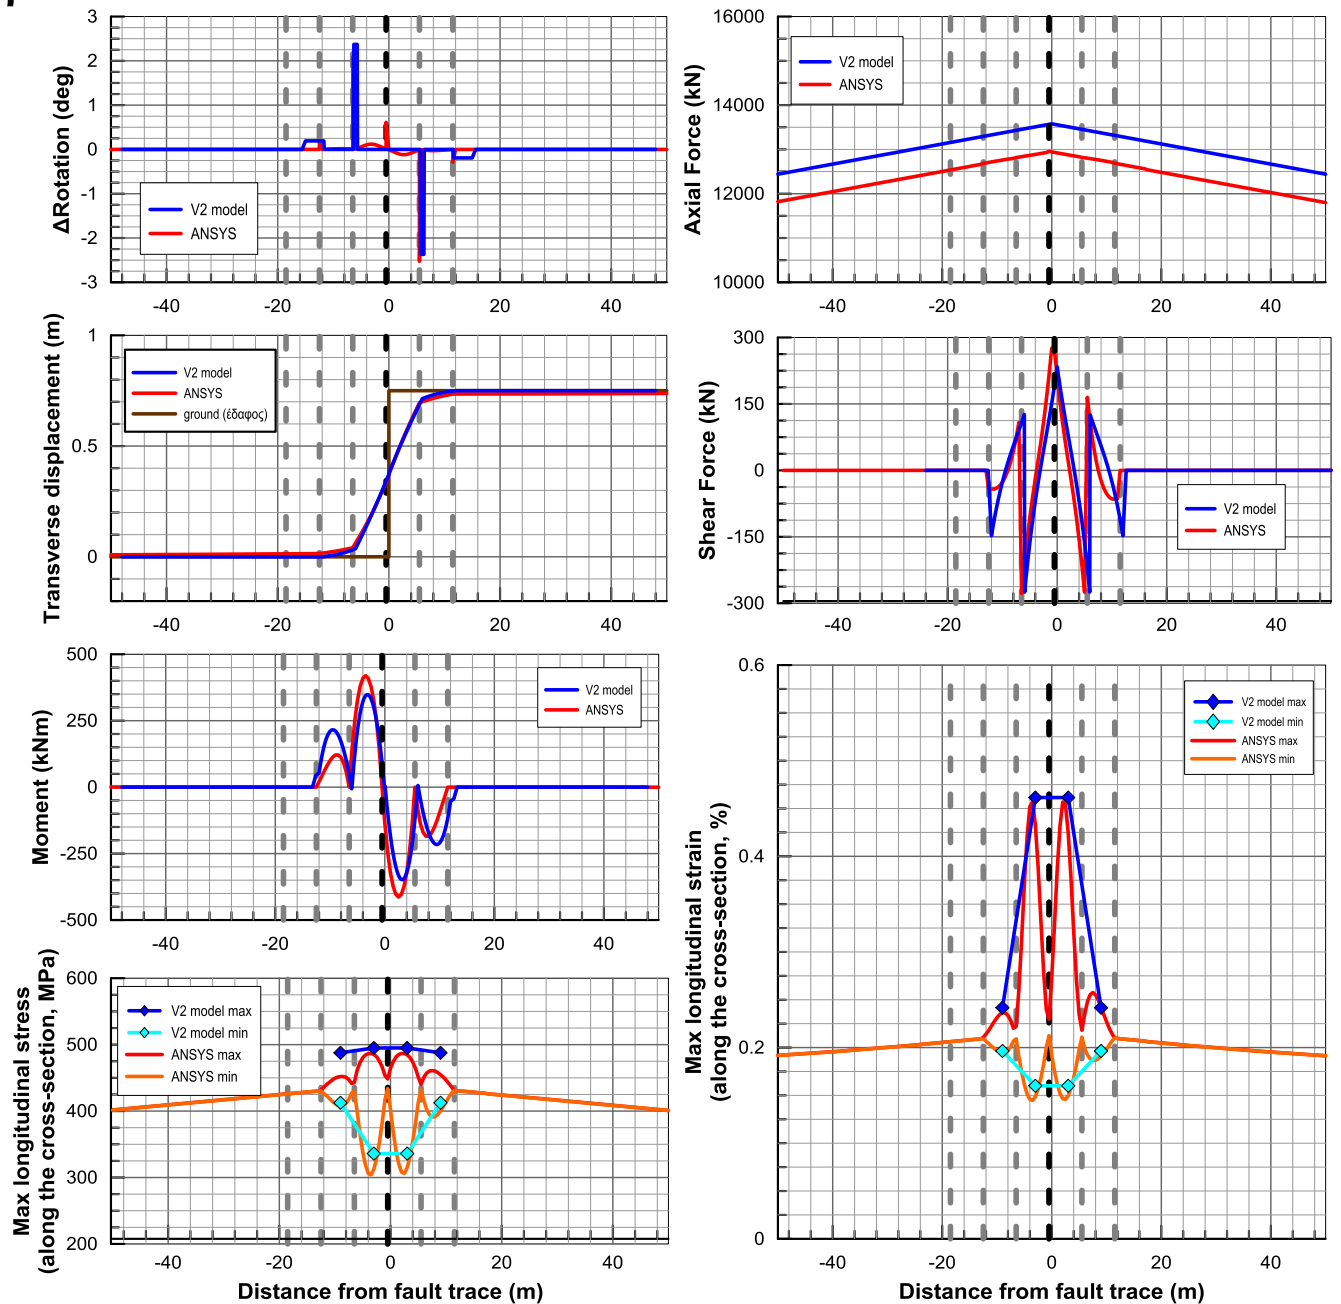 3
2
1
0
-1
-2
-3
ΔRotation (deg)
V2 model
ANSYS
-40
-20
0
20
40
16000
14000
12000
10000
Axial Force (kN)
V2 model
ANSYS
-40
-20
0
20
40
1
0.5
0
Transverse displacement (m)
V2 model
ANSYS
ground (έδαφος)
-40
-20
0
20
40
300
150
0
-150
-300
Shear Force (kN)
V2 model
ANSYS
-40
-20
0
20
40
500
250
0
-250
-500
Moment (kNm)
V2 model
ANSYS
-40
-20
0
20
40
600
500
400
300
200
Max longitudinal stress
(along the cross-section, MPa)
V2 model max
V2 model min
ANSYS max
ANSYS min
-40
-20
0
20
40
Distance from fault trace (m)
0.6
0.4
0.2
0
Max longitudinal strain
(along the cross-section, %)
V2 model max
V2 model min
ANSYS max
ANSYS min
-40
-20
0
20
40
Distance from fault trace (m)